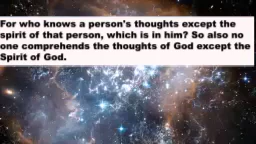 For who knows a person's thoughts except the
spirit of that person, which is in him? So also no
one comprehends the thoughts of God except the
Spirit of God.